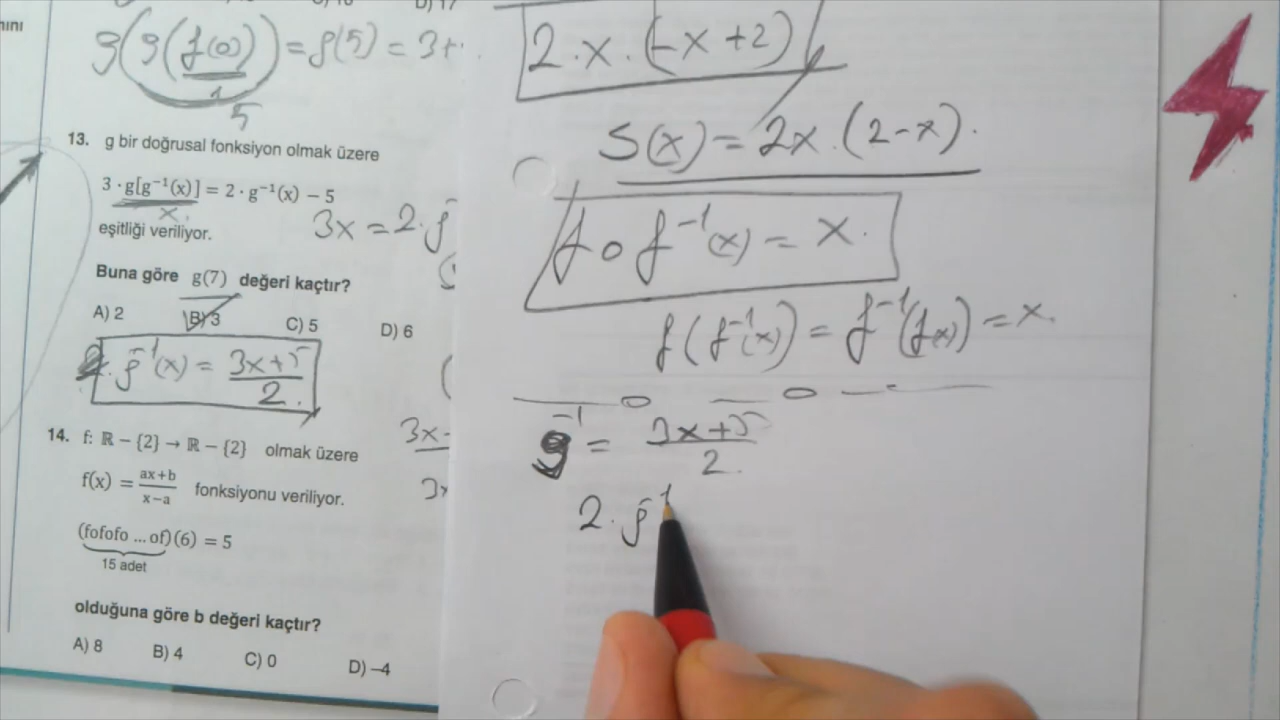 D) 17
g(g(f(0))) = g(5) = 3+
1
5
13. g bir doğrusal fonksiyon olmak üzere
3 · g[g⁻¹(x)] = 2 · g⁻¹(x) – 5
x.
3x = 2. g
eşitliği veriliyor.
Buna göre g(7) değeri kaçtır?
A) 2 B) 3 C) 5 D) 6
g⁻¹(x) = (3x+5)/2.
14. f: ℝ – {2} → ℝ – {2} olmak üzere
f(x) = (ax+b)/(x–a) fonksiyonu veriliyor.
(fofofo ... of)(6) = 5
15 adet
olduğuna göre b değeri kaçtır?
A) 8 B) 4 C) 0 D) –4
3x-
2.x.(-x+2)
S(x) = 2x.(2-x).
f o f⁻¹(x) = x.
f(f⁻¹(x)) = f⁻¹(f(x)) = x.
g⁻¹ = (3x+5)/2.
2. g⁻¹